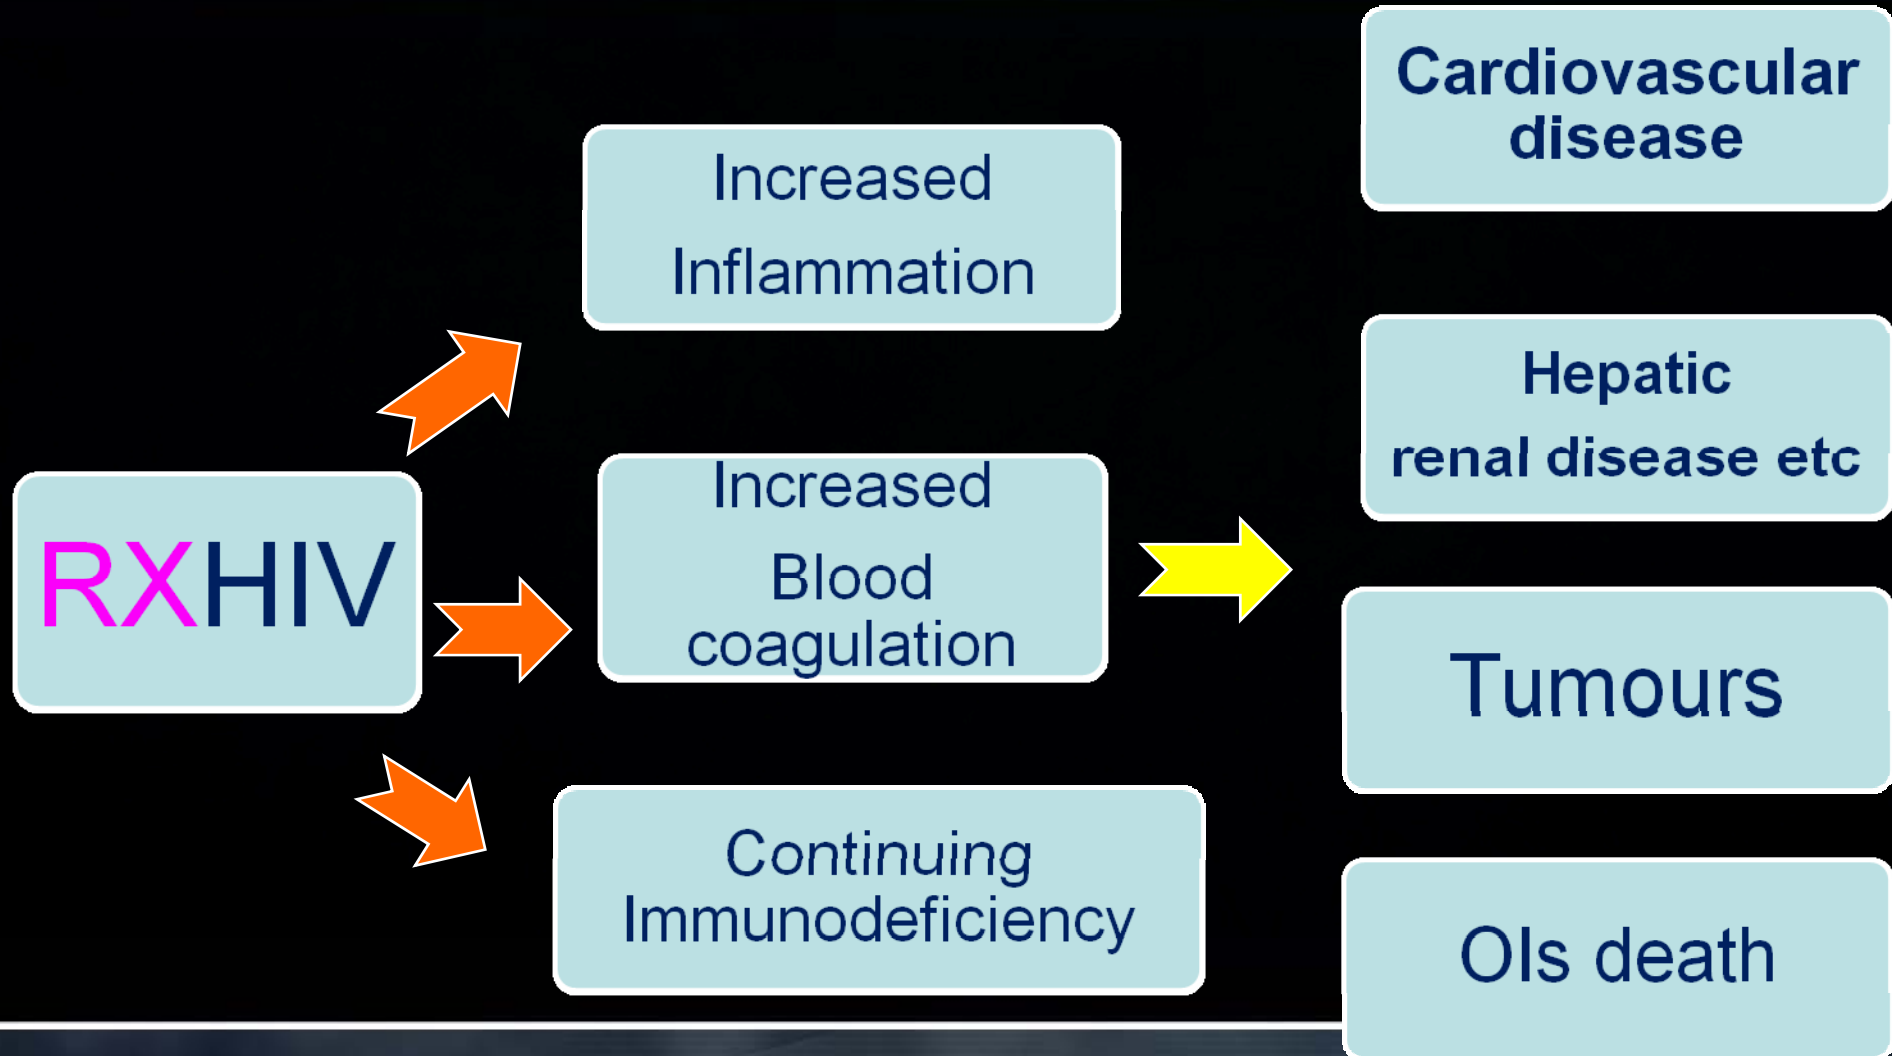 RXHIV
Increased
Inflammation
Increased
Blood
coagulation
Continuing
Immunodeficiency
Cardiovascular
disease
Hepatic
renal disease etc
Tumours
OIs death